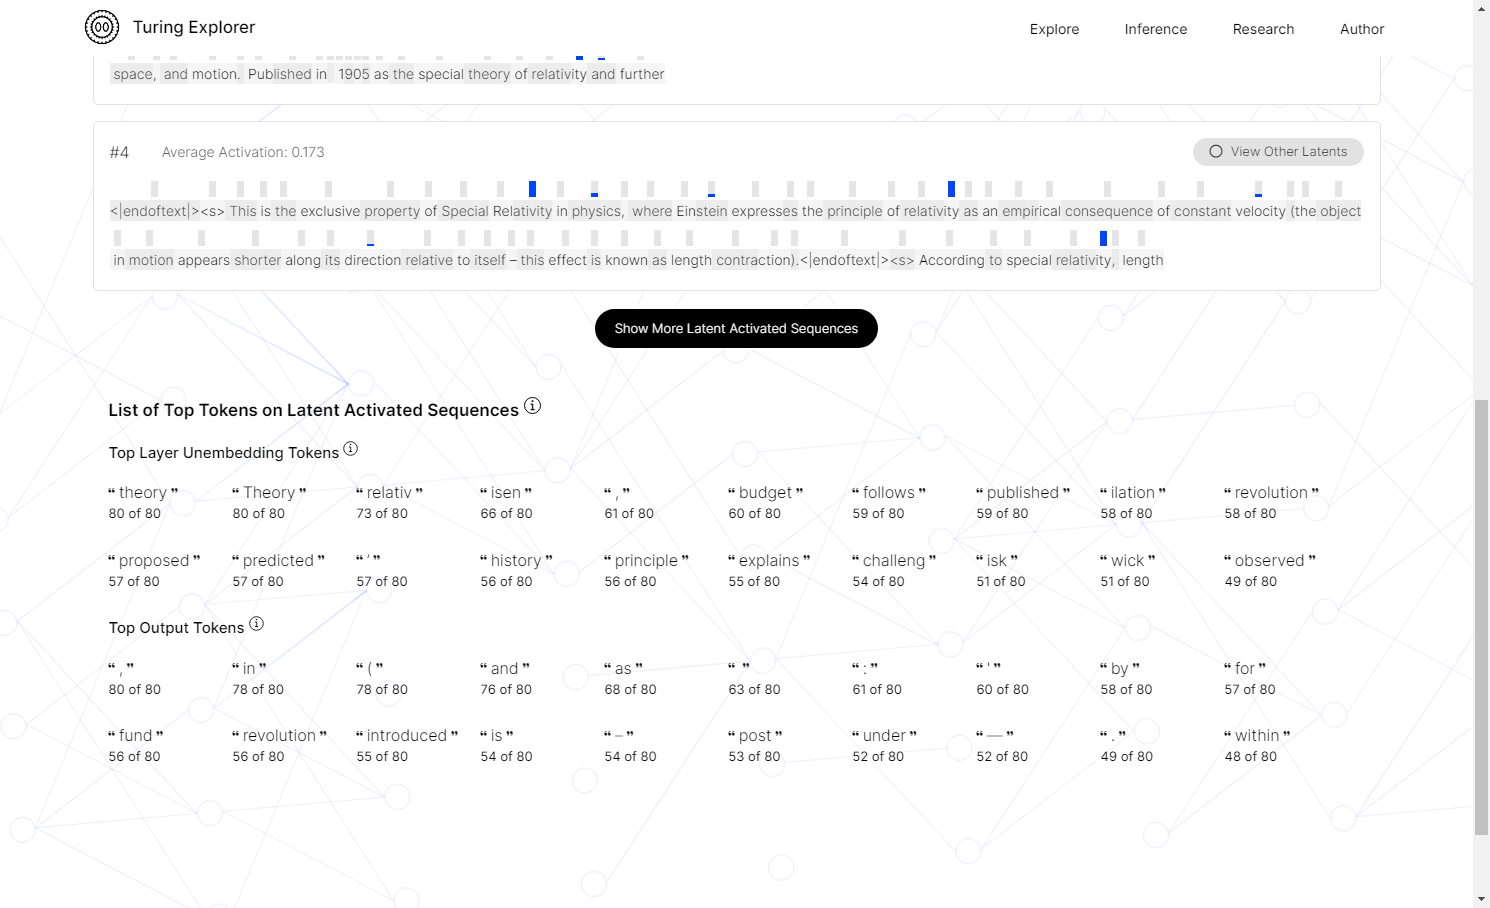 Turing Explorer
Explore Inference Research Author
space, and motion. Published in 1905 as the special theory of relativity and further
#4 Average Activation: 0.173 View Other Latents
<|endoftext|><s> This is the exclusive property of Special Relativity in physics, where Einstein expresses the principle of relativity as an empirical consequence of constant velocity (the object
in motion appears shorter along its direction relative to itself – this effect is known as length contraction).<|endoftext|><s> According to special relativity, length
Show More Latent Activated Sequences
List of Top Tokens on Latent Activated Sequences
Top Layer Unembedding Tokens
“ theory ” “ Theory ” “ relativ ” “ isen ” “ , ” “ budget ” “ follows ” “ published ” “ ilation ” “ revolution ”
80 of 80 80 of 80 73 of 80 66 of 80 61 of 80 60 of 80 59 of 80 59 of 80 58 of 80 58 of 80
“ proposed ” “ predicted ” “ ’ ” “ history ” “ principle ” “ explains ” “ challeng ” “ isk ” “ wick ” “ observed ”
57 of 80 57 of 80 57 of 80 56 of 80 56 of 80 55 of 80 54 of 80 51 of 80 51 of 80 49 of 80
Top Output Tokens
“ , ” “ in ” “ ( ” “ and ” “ as ” “ ” “ : ” “ ' ” “ by ” “ for ”
80 of 80 78 of 80 78 of 80 76 of 80 68 of 80 63 of 80 61 of 80 60 of 80 58 of 80 57 of 80
“ fund ” “ revolution ” “ introduced ” “ is ” “ – ” “ post ” “ under ” “ — ” “ . ” “ within ”
56 of 80 56 of 80 55 of 80 54 of 80 54 of 80 53 of 80 52 of 80 52 of 80 49 of 80 48 of 80